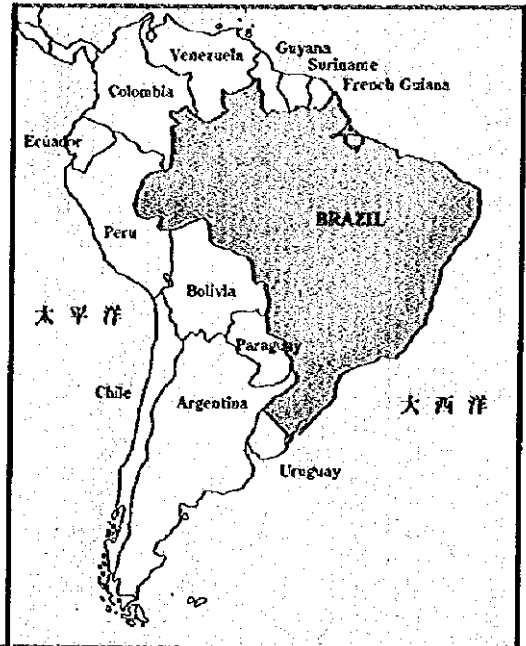 Venezuela
Guyana
Suriname
French Guiana
Colombia
Ecuador
BRAZIL
Peru
Bolivia
太平洋
Paraguay
Chile
Argentina
大西洋
Uruguay